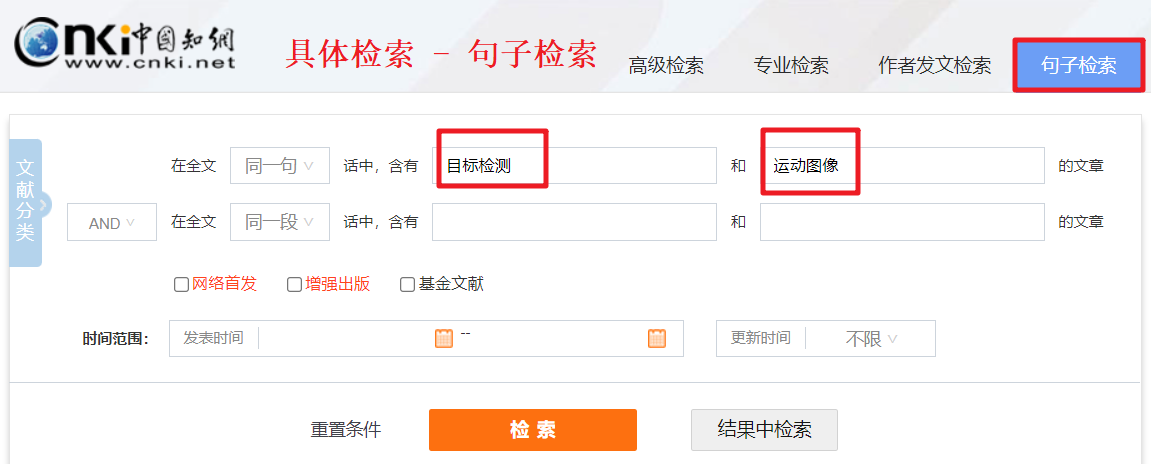 cnki中国知网
www.cnki.net
具体检索 - 句子检索
高级检索 专业检索 作者发文检索 句子检索
文献分类
在全文 同一句 话中，含有 目标检测 和 运动图像 的文章
AND 在全文 同一段 话中，含有 和 的文章
网络首发 增强出版 基金文献
时间范围： 发表时间 -- 更新时间 不限
重置条件 检索 结果中检索